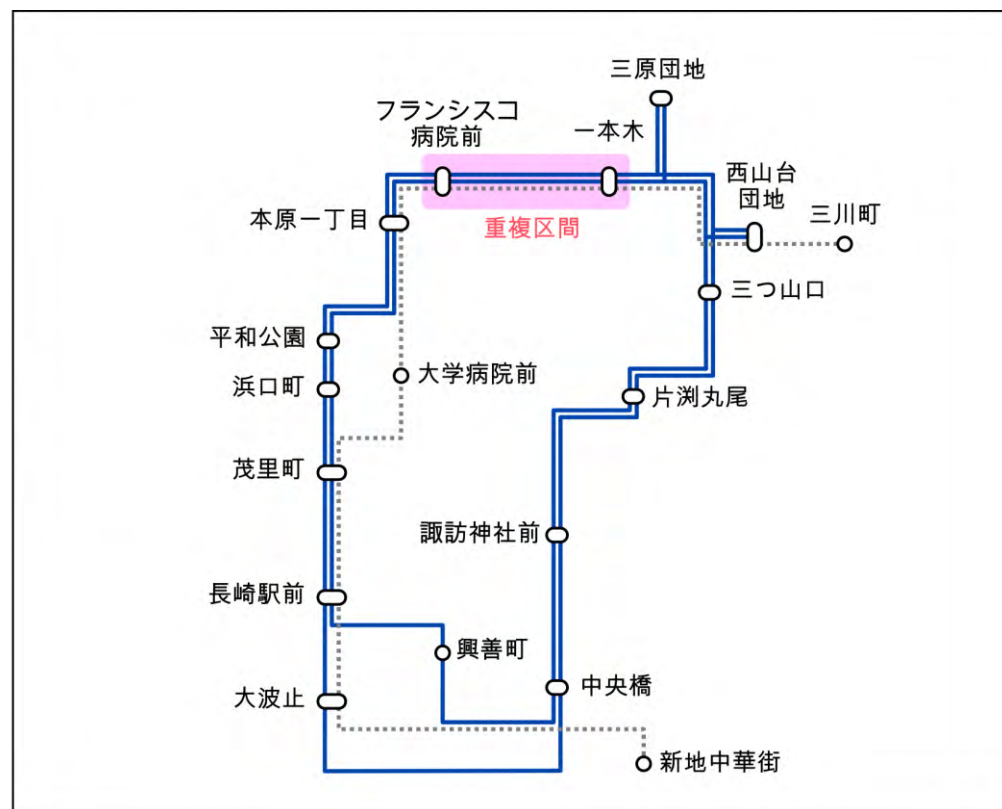 三原団地
フランシスコ
病院前
一本木
西山台
団地
三川町
本原一丁目
重複区間
三つ山口
平和公園
大学病院前
浜口町
片渕丸尾
茂里町
諏訪神社前
長崎駅前
興善町
大波止
中央橋
新地中華街